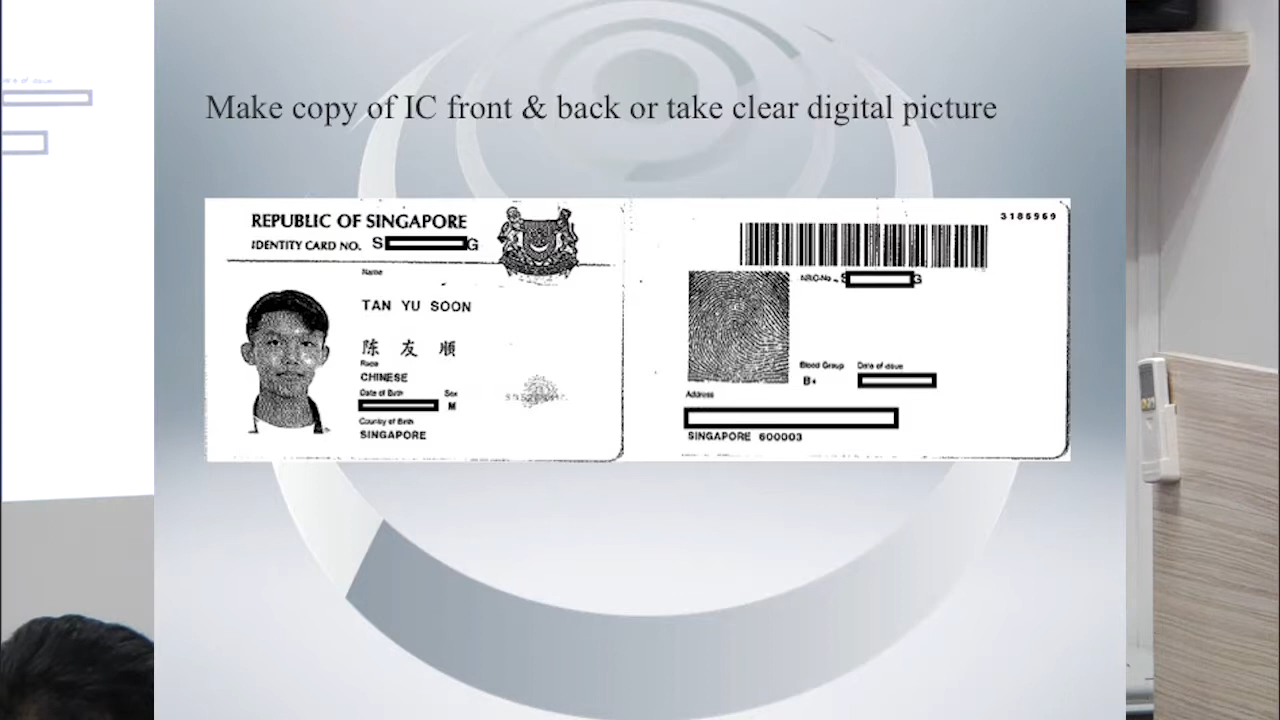 Make copy of IC front & back or take clear digital picture
REPUBLIC OF SINGAPORE
IDENTITY CARD NO. S G
Name
TAN YU SOON
陈 友 顺
Race
CHINESE
Date of Birth Sex
M
Country of Birth
SINGAPORE
3186969
NRIC No. S G
Blood Group Date of issue
B+
Address
SINGAPORE 600003